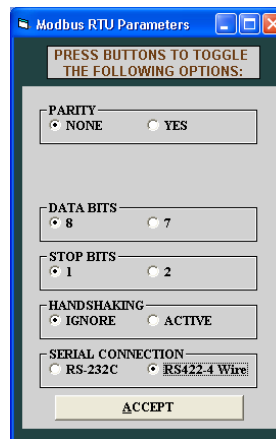 Modbus RTU Parameters
PRESS BUTTONS TO TOGGLE
THE FOLLOWING OPTIONS:
PARITY
NONE YES
DATA BITS
8 7
STOP BITS
1 2
HANDSHAKING
IGNORE ACTIVE
SERIAL CONNECTION
RS-232C RS422-4 Wire
ACCEPT